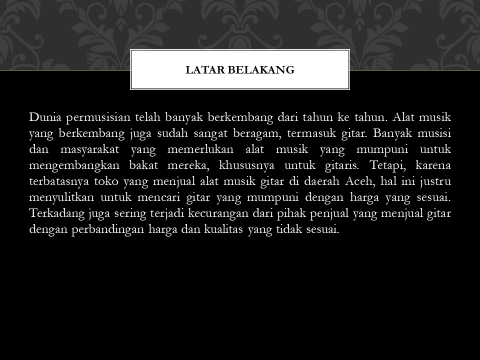 LATAR BELAKANG
Dunia permusisian telah banyak berkembang dari tahun ke tahun. Alat musik
yang berkembang juga sudah sangat beragam, termasuk gitar. Banyak musisi
dan masyarakat yang memerlukan alat musik yang mumpuni untuk
mengembangkan bakat mereka, khususnya untuk gitaris. Tetapi, karena
terbatasnya toko yang menjual alat musik gitar di daerah Aceh, hal ini justru
menyulitkan untuk mencari gitar yang mumpuni dengan harga yang sesuai.
Terkadang juga sering terjadi kecurangan dari pihak penjual yang menjual gitar
dengan perbandingan harga dan kualitas yang tidak sesuai.